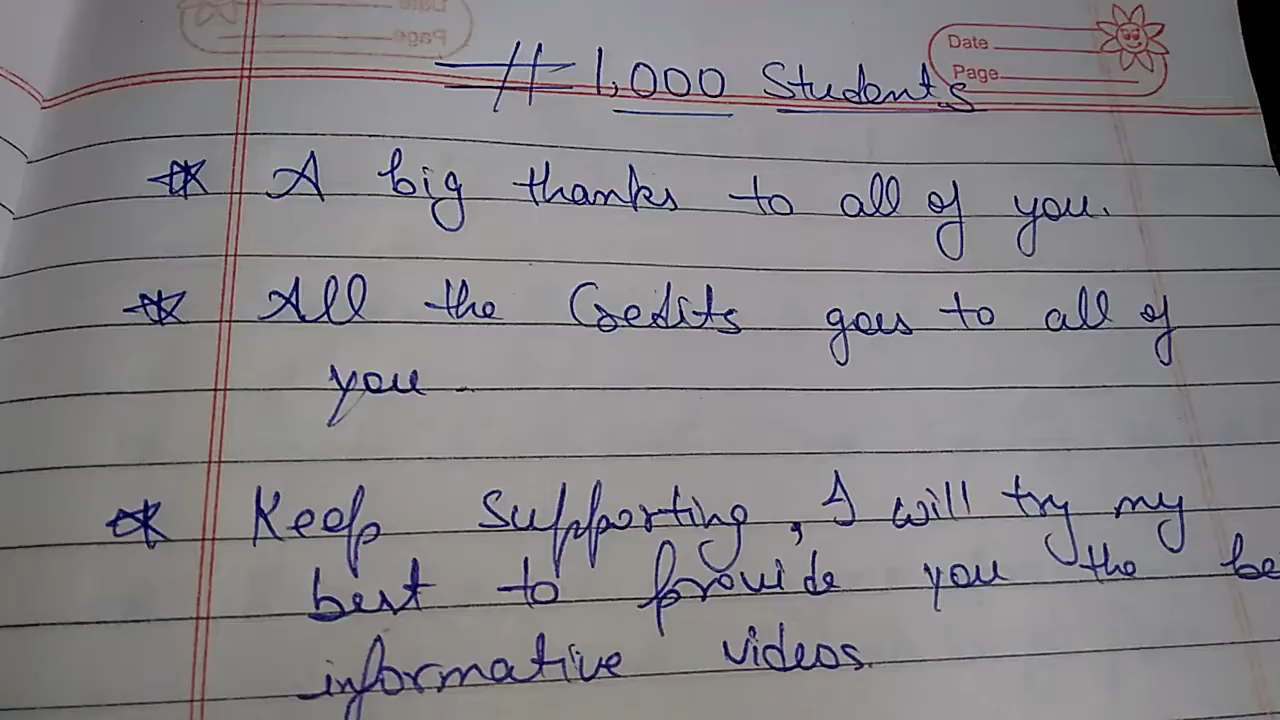 Date
Page
# 1,000 Students
A big thanks to all of you.
All the Credits goes to all of
you.
Keep supporting, I will try my
best to provide you the be
informative videos.